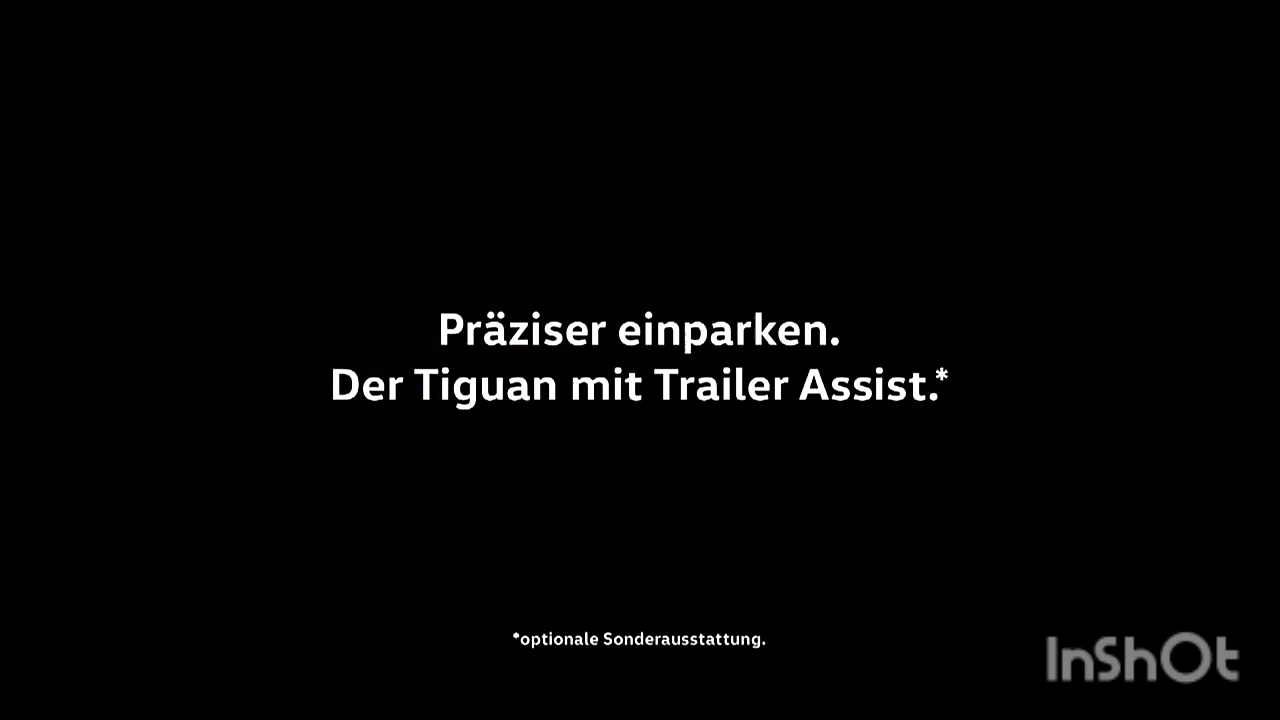 Präziser einparken.
Der Tiguan mit Trailer Assist.*
*optionale Sonderausstattung.
InShOt